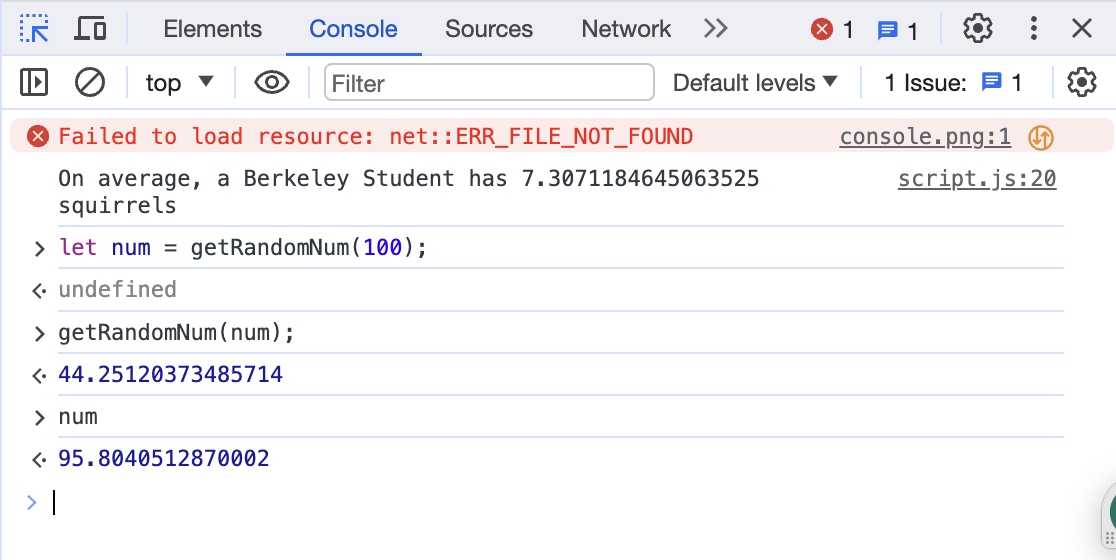 Elements Console Sources Network 1 1
top Filter Default levels 1 Issue: 1
Failed to load resource: net::ERR_FILE_NOT_FOUND console.png:1
On average, a Berkeley Student has 7.3071184645063525 script.js:20
squirrels
let num = getRandomNum(100);
undefined
getRandomNum(num);
44.25120373485714
num
95.8040512870002